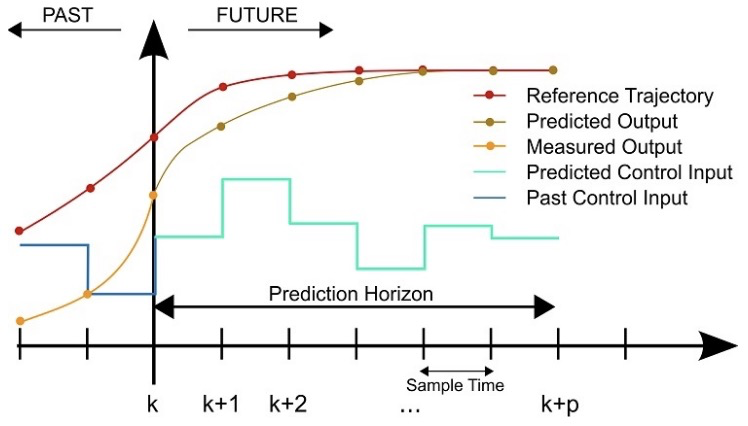 PAST
FUTURE
Reference Trajectory
Predicted Output
Measured Output
Predicted Control Input
Past Control Input
Prediction Horizon
Sample Time
k k+1 k+2 ... k+p